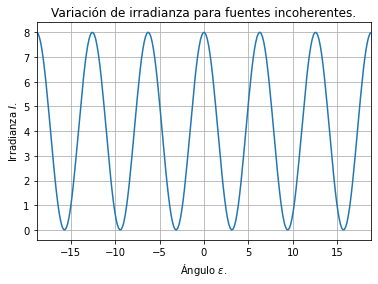 Variación de irradianza para fuentes incoherentes.
Irradianza I.
8
7
6
5
4
3
2
1
0
−15 −10 −5 0 5 10 15
Ángulo ε.